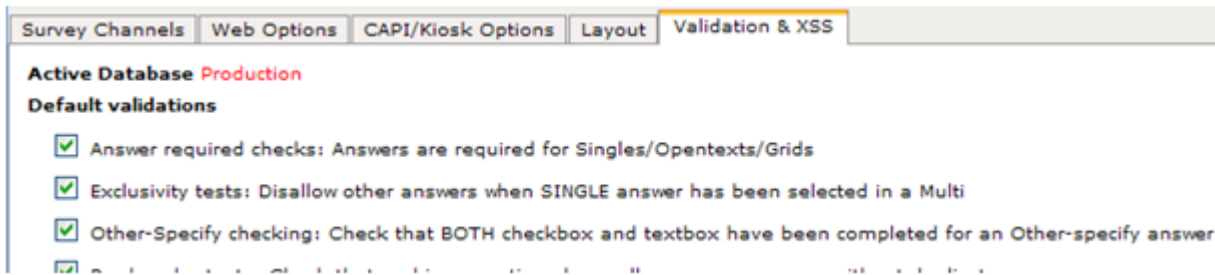 Survey Channels Web Options CAPI/Kiosk Options Layout Validation & XSS
Active Database Production
Default validations
Answer required checks: Answers are required for Singles/Opentexts/Grids
Exclusivity tests: Disallow other answers when SINGLE answer has been selected in a Multi
Other-Specify checking: Check that BOTH checkbox and textbox have been completed for an Other-specify answer